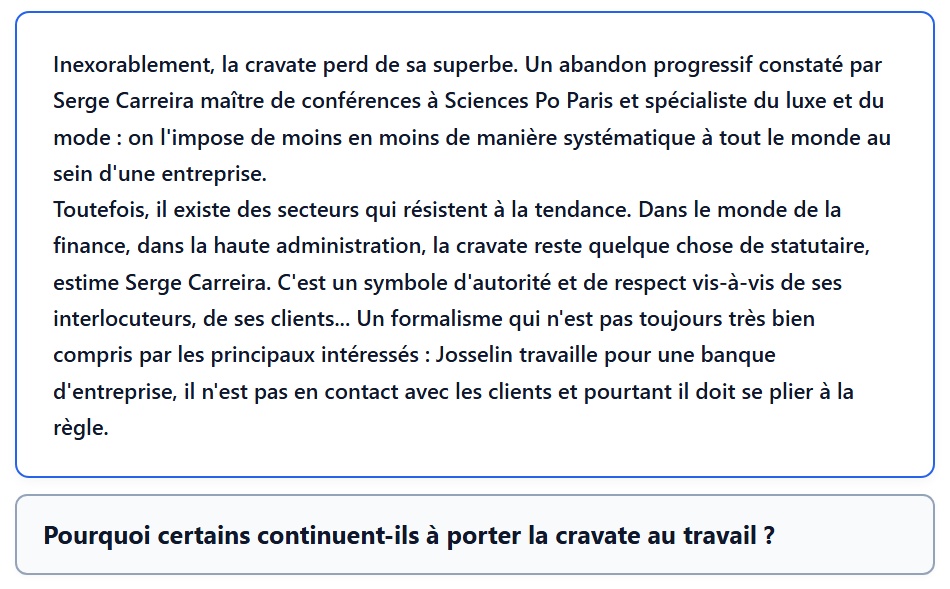 Inexorablement, la cravate perd de sa superbe. Un abandon progressif constaté par
Serge Carreira maître de conférences à Sciences Po Paris et spécialiste du luxe et du
mode : on l'impose de moins en moins de manière systématique à tout le monde au
sein d'une entreprise.
Toutefois, il existe des secteurs qui résistent à la tendance. Dans le monde de la
finance, dans la haute administration, la cravate reste quelque chose de statutaire,
estime Serge Carreira. C'est un symbole d'autorité et de respect vis-à-vis de ses
interlocuteurs, de ses clients... Un formalisme qui n'est pas toujours très bien
compris par les principaux intéressés : Josselin travaille pour une banque
d'entreprise, il n'est pas en contact avec les clients et pourtant il doit se plier à la
règle.
Pourquoi certains continuent-ils à porter la cravate au travail ?